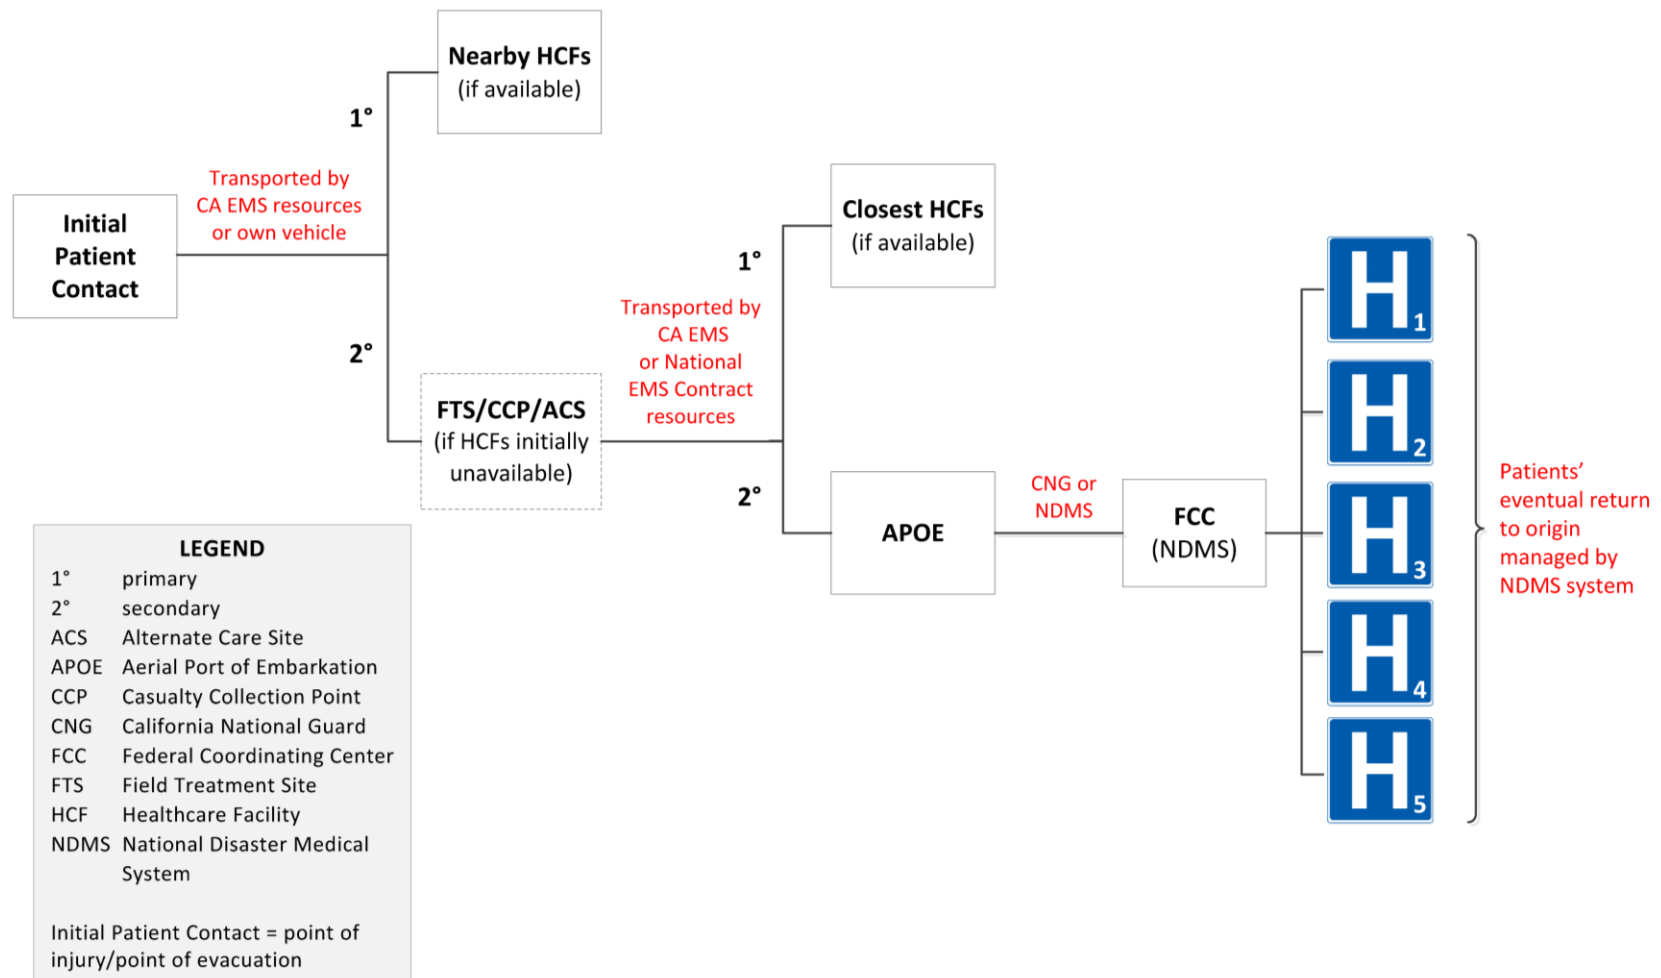 Nearby HCFs
(if available)
1°
Transported by
CA EMS resources
or own vehicle
Initial
Patient
Contact
2°
FTS/CCP/ACS
(if HCFs initially
unavailable)
Closest HCFs
(if available)
1°
Transported by
CA EMS
or National
EMS Contract
resources
2°
APOE
CNG or
NDMS
FCC
(NDMS)
H1
H2
H3
H4
H5
Patients’
eventual return
to origin
managed by
NDMS system
LEGEND
1° primary
2° secondary
ACS Alternate Care Site
APOE Aerial Port of Embarkation
CCP Casualty Collection Point
CNG California National Guard
FCC Federal Coordinating Center
FTS Field Treatment Site
HCF Healthcare Facility
NDMS National Disaster Medical
System
Initial Patient Contact = point of
injury/point of evacuation